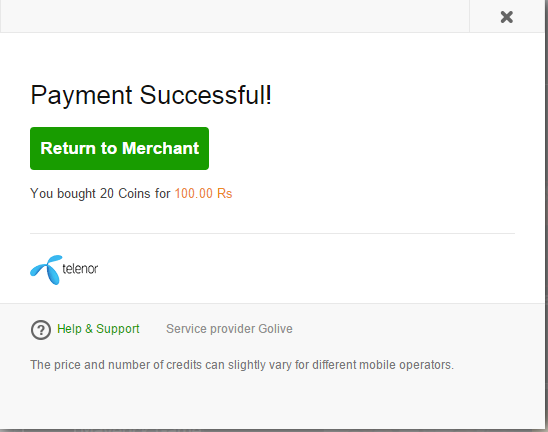 Payment Successful!
Return to Merchant
You bought 20 Coins for 100.00 Rs
telenor
? Help & Support Service provider Golive
The price and number of credits can slightly vary for different mobile operators.